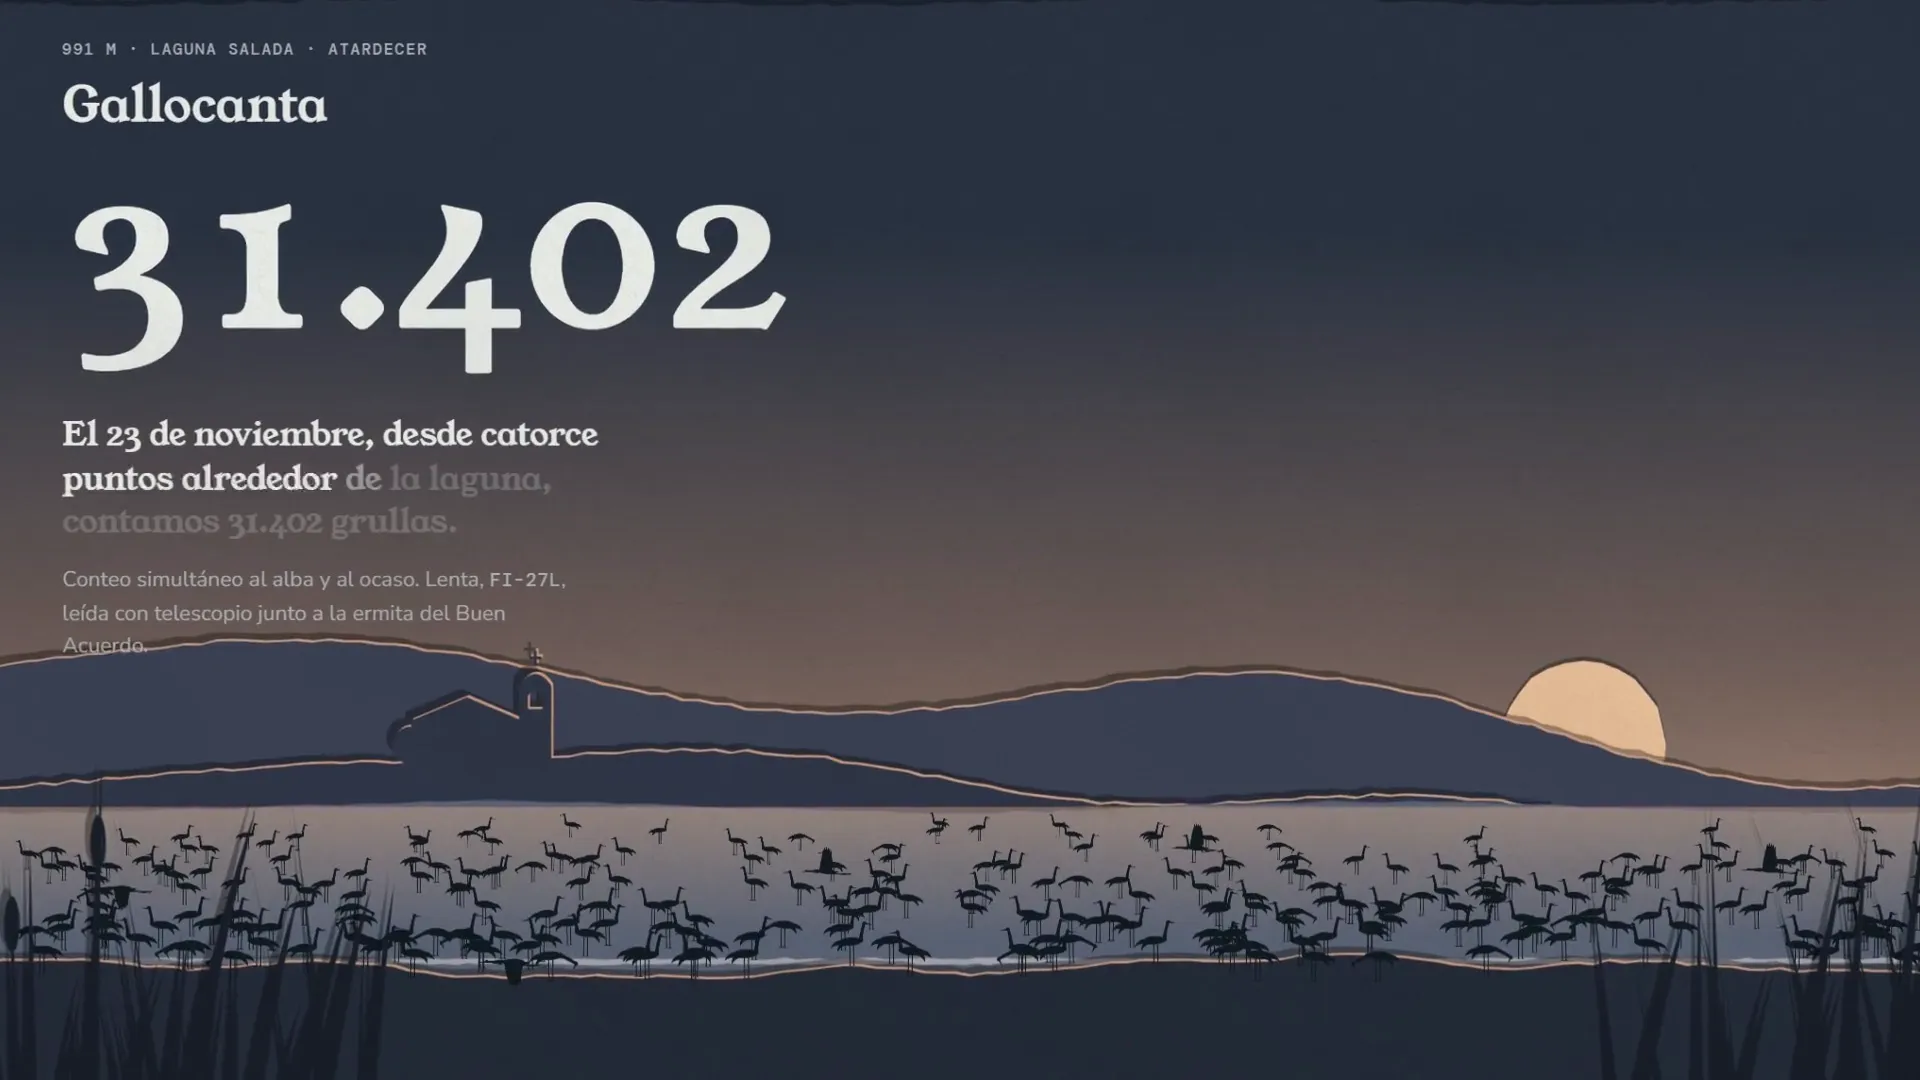 991 M · LAGUNA SALADA · ATARDECER
Gallocanta
31.402
El 23 de noviembre, desde catorce
puntos alrededor de la laguna,
contamos 31.402 grullas.
Conteo simultáneo al alba y al ocaso. Lenta, FI-27L,
leída con telescopio junto a la ermita del Buen
Acuerdo.